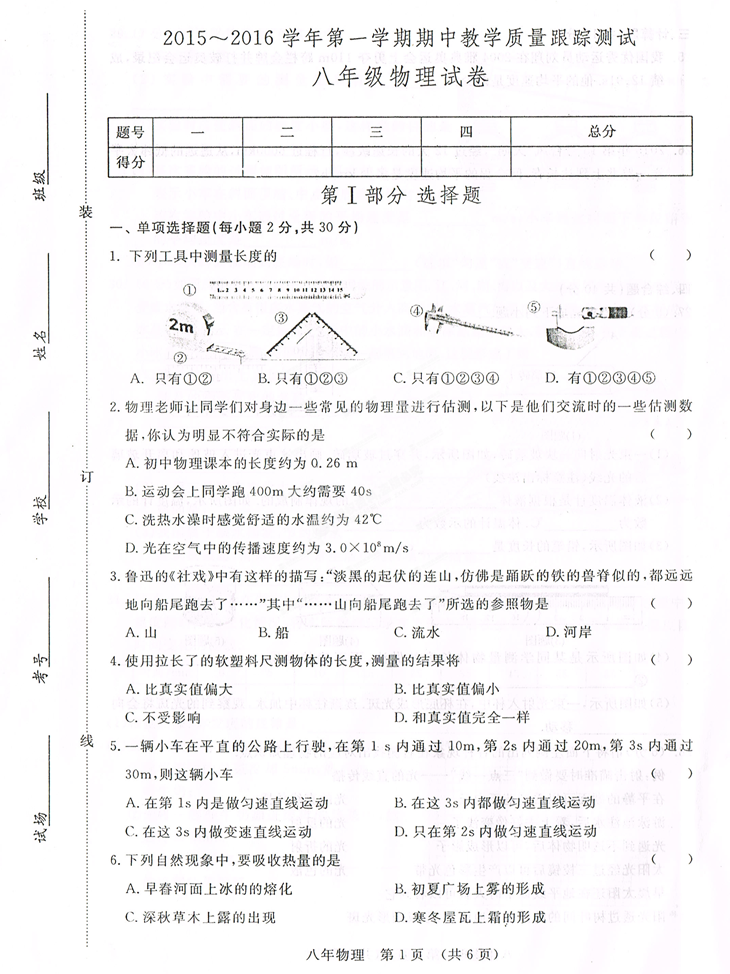 2015～2016 学年第一学期期中教学质量跟踪测试
八年级物理试卷
题号 一 二 三 四 总分
得分
第Ⅰ部分 选择题
一、单项选择题(每小题 2 分,共 30 分)
1. 下列工具中测量长度的 ( )
① 1 2 3 4 5 6 7 8 9 10 11 12 13 14 15
2m
② ③ ④ ⑤
A. 只有①② B. 只有①②③ C. 只有①②③④ D. 有①②③④⑤
2. 物理老师让同学们对身边一些常见的物理量进行估测,以下是他们交流时的一些估测数
据,你认为明显不符合实际的是 ( )
A. 初中物理课本的长度约为 0.26 m
B. 运动会上同学跑 400m 大约需要 40s
C. 洗热水澡时感觉舒适的水温约为 42℃
D. 光在空气中的传播速度约为 3.0×10⁸m/s
3. 鲁迅的《社戏》中有这样的描写:“淡黑的起伏的连山,仿佛是踊跃的铁的兽脊似的,都远远
地向船尾跑去了……”其中“……山向船尾跑去了”所选的参照物是 ( )
A. 山 B. 船 C. 流水 D. 河岸
4. 使用拉长了的软塑料尺测物体的长度,测量的结果将 ( )
A. 比真实值偏大 B. 比真实值偏小
C. 不受影响 D. 和真实值完全一样
5. 一辆小车在平直的公路上行驶,在第 1 s 内通过 10m,第 2s 内通过 20m,第 3s 内通过
30m,则这辆小车 ( )
A. 在第 1s 内是做匀速直线运动 B. 在这 3s 内都做匀速直线运动
C. 在这 3s 内做变速直线运动 D. 只在第 2s 内做匀速直线运动
6. 下列自然现象中,要吸收热量的是 ( )
A. 早春河面上冰的的熔化 B. 初夏广场上雾的形成
C. 深秋草木上露的出现 D. 寒冬屋瓦上霜的形成
八年物理 第 1 页 (共 6 页)
班级
姓名
学校
考号
试场
装
订
线